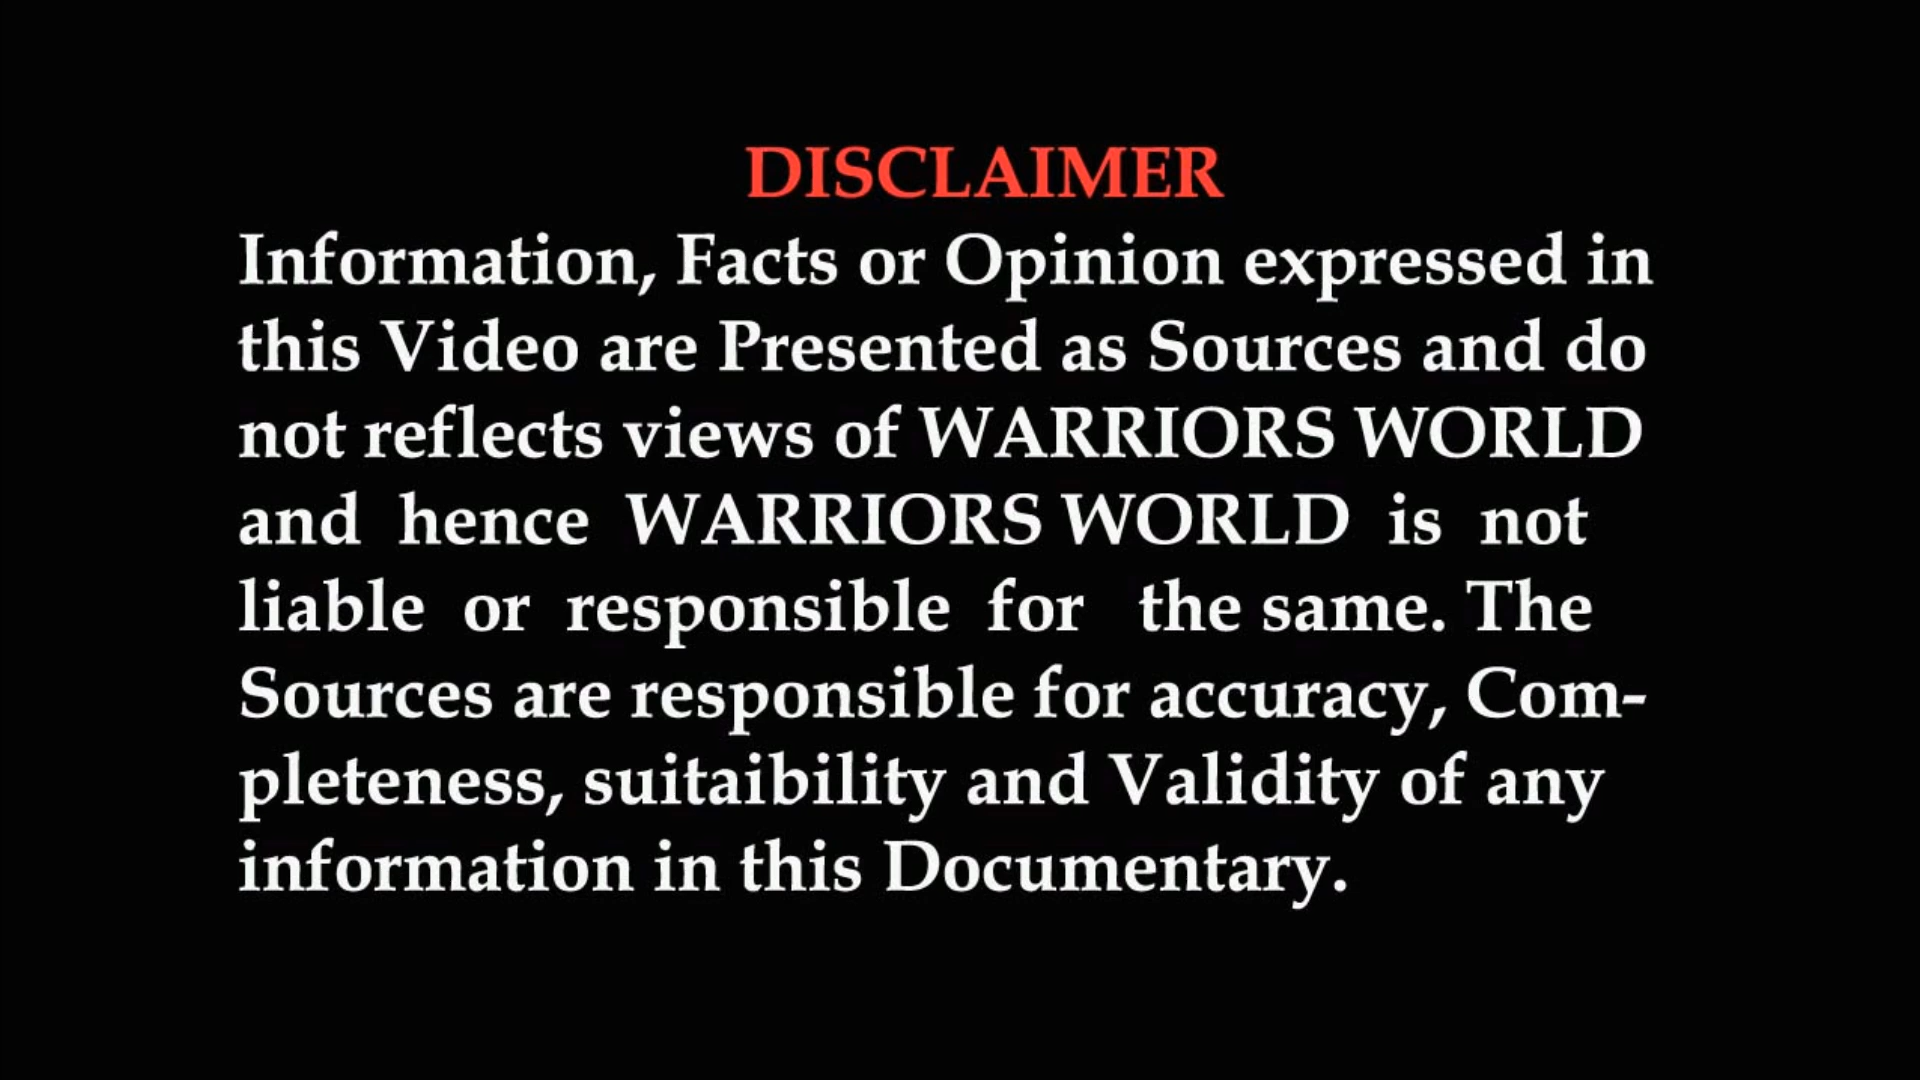 DISCLAIMER
Information, Facts or Opinion expressed in
this Video are Presented as Sources and do
not reflects views of WARRIORS WORLD
and hence WARRIORS WORLD is not
liable or responsible for the same. The
Sources are responsible for accuracy, Com-
pleteness, suitaibility and Validity of any
information in this Documentary.